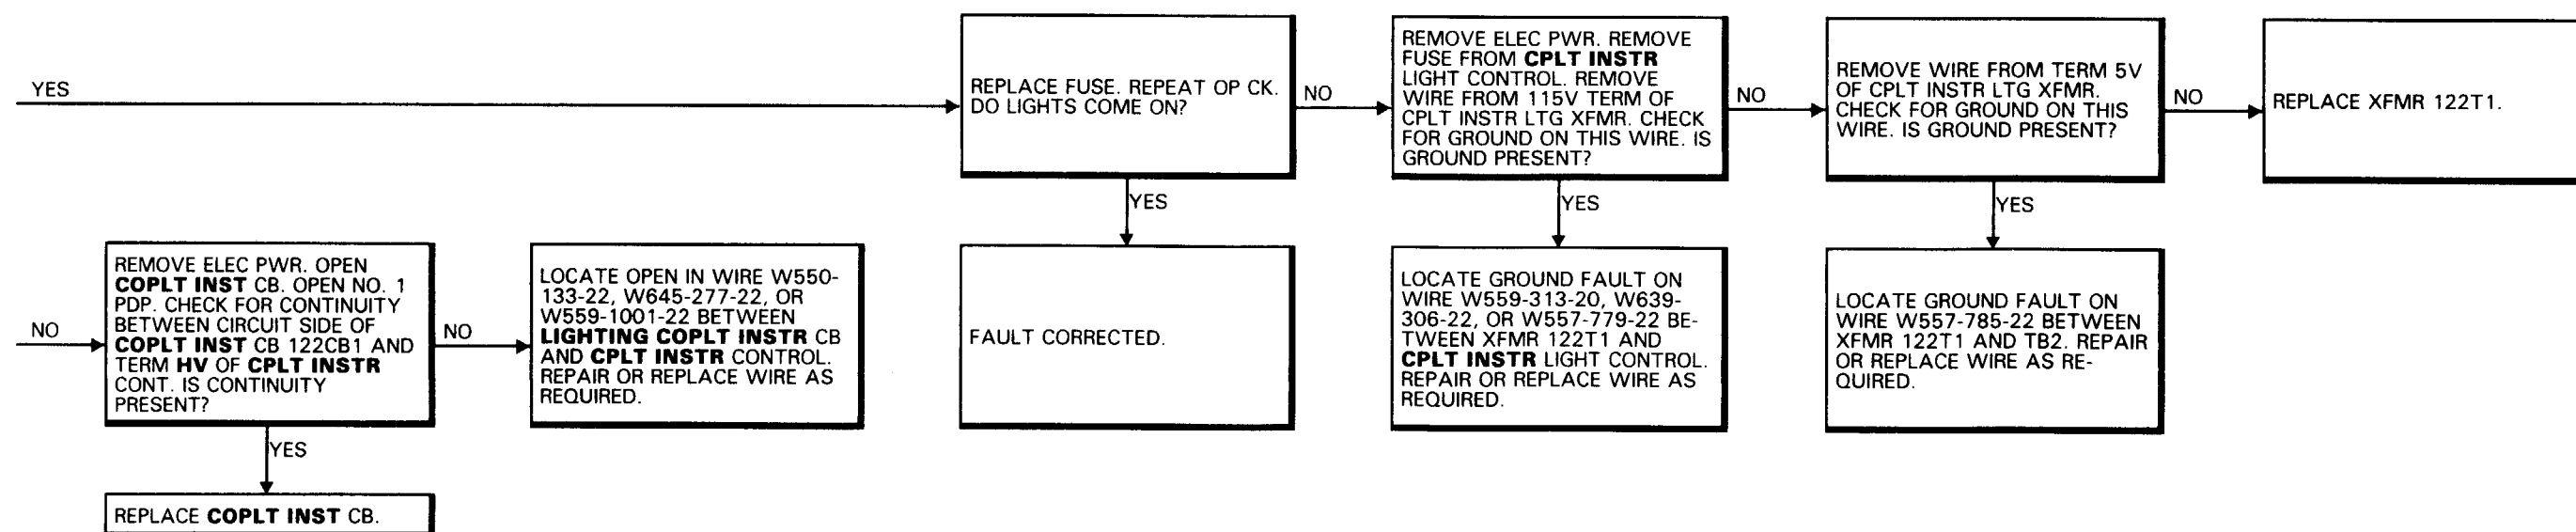 YES
REPLACE FUSE. REPEAT OP CK.
DO LIGHTS COME ON?
NO
REMOVE ELEC PWR. REMOVE
FUSE FROM CPLT INSTR
LIGHT CONTROL. REMOVE
WIRE FROM 115V TERM OF
CPLT INSTR LTG XFMR. CHECK
FOR GROUND ON THIS WIRE. IS
GROUND PRESENT?
NO
REMOVE WIRE FROM TERM 5V
OF CPLT INSTR LTG XFMR.
CHECK FOR GROUND ON THIS
WIRE. IS GROUND PRESENT?
NO
REPLACE XFMR 122T1.
YES
YES
YES
NO
REMOVE ELEC PWR. OPEN
COPLT INST CB. OPEN NO. 1
PDP. CHECK FOR CONTINUITY
BETWEEN CIRCUIT SIDE OF
COPLT INST CB 122CB1 AND
TERM HV OF CPLT INSTR
CONT. IS CONTINUITY
PRESENT?
NO
LOCATE OPEN IN WIRE W550-
133-22, W645-277-22, OR
W559-1001-22 BETWEEN
LIGHTING COPLT INSTR CB
AND CPLT INSTR CONTROL.
REPAIR OR REPLACE WIRE AS
REQUIRED.
FAULT CORRECTED.
LOCATE GROUND FAULT ON
WIRE W559-313-20, W639-
306-22, OR W557-779-22 BE-
TWEEN XFMR 122T1 AND
CPLT INSTR LIGHT CONTROL.
REPAIR OR REPLACE WIRE AS
REQUIRED.
LOCATE GROUND FAULT ON
WIRE W557-785-22 BETWEEN
XFMR 122T1 AND TB2. REPAIR
OR REPLACE WIRE AS RE-
QUIRED.
YES
REPLACE COPLT INST CB.